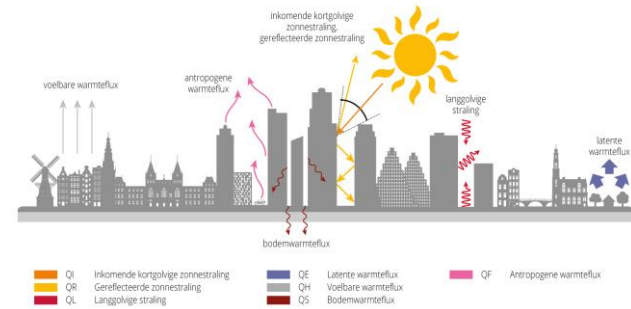 inkomende kortgolvige
zonnestraling,
gereflecteerde zonnestraling
voelbare warmteflux
antropogene
warmteflux
langgolvige
straling
latente
warmteflux
bodemwarmteflux
QI Inkomende kortgolvige zonnestraling
QR Gereflecteerde zonnestraling
QL Langgolvige straling
QE Latente warmteflux
QH Voelbare warmteflux
QS Bodemwarmteflux
QF Antropogene warmteflux